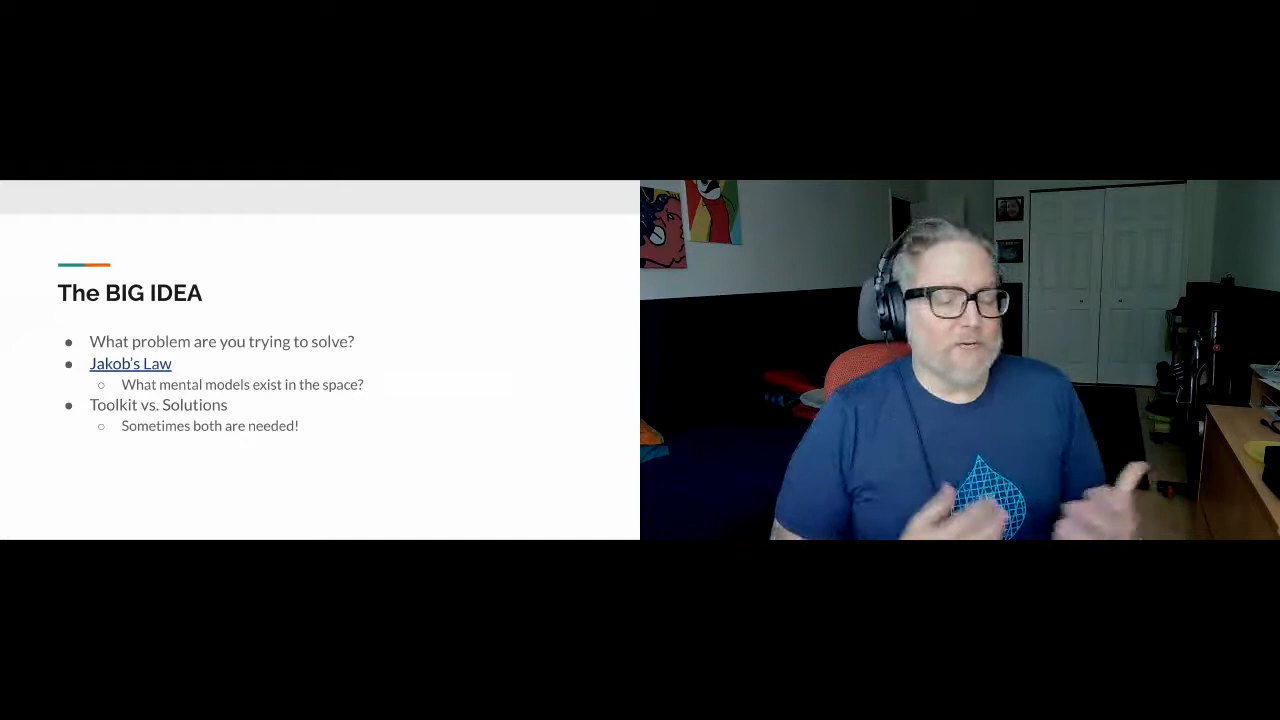 The BIG IDEA
● What problem are you trying to solve?
● Jakob's Law
○ What mental models exist in the space?
● Toolkit vs. Solutions
○ Sometimes both are needed!